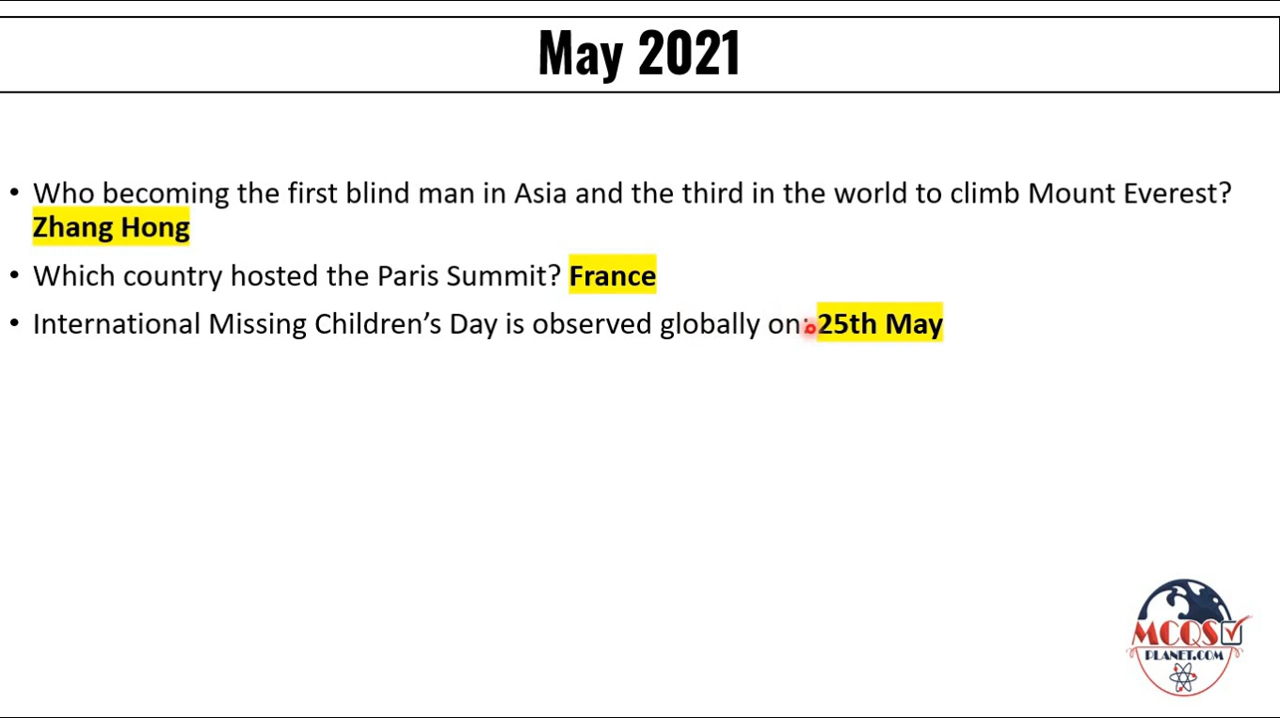 May 2021
• Who becoming the first blind man in Asia and the third in the world to climb Mount Everest?
Zhang Hong
• Which country hosted the Paris Summit? France
• International Missing Children’s Day is observed globally on: 25th May
MCQS
PLANET.COM